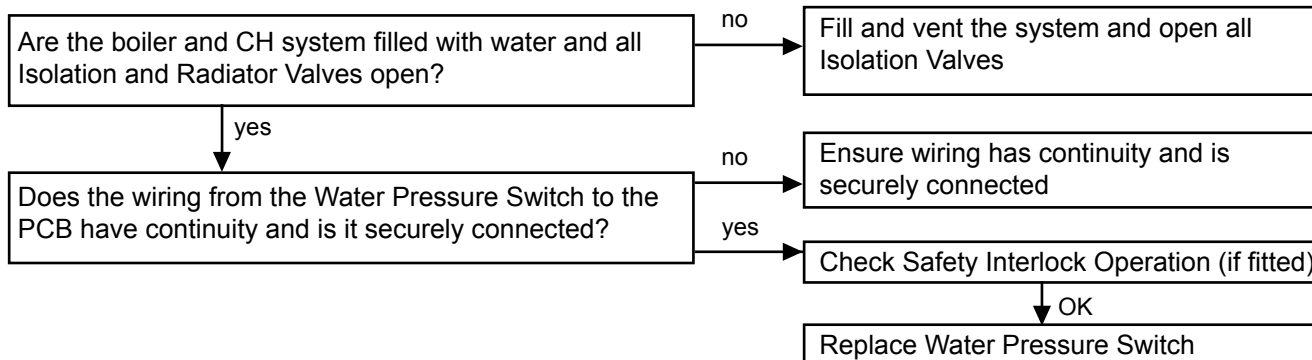 Are the boiler and CH system filled with water and all
Isolation and Radiator Valves open?
no
Fill and vent the system and open all
Isolation Valves
yes
Does the wiring from the Water Pressure Switch to the
PCB have continuity and is it securely connected?
no
Ensure wiring has continuity and is
securely connected
yes
Check Safety Interlock Operation (if fitted)
OK
Replace Water Pressure Switch